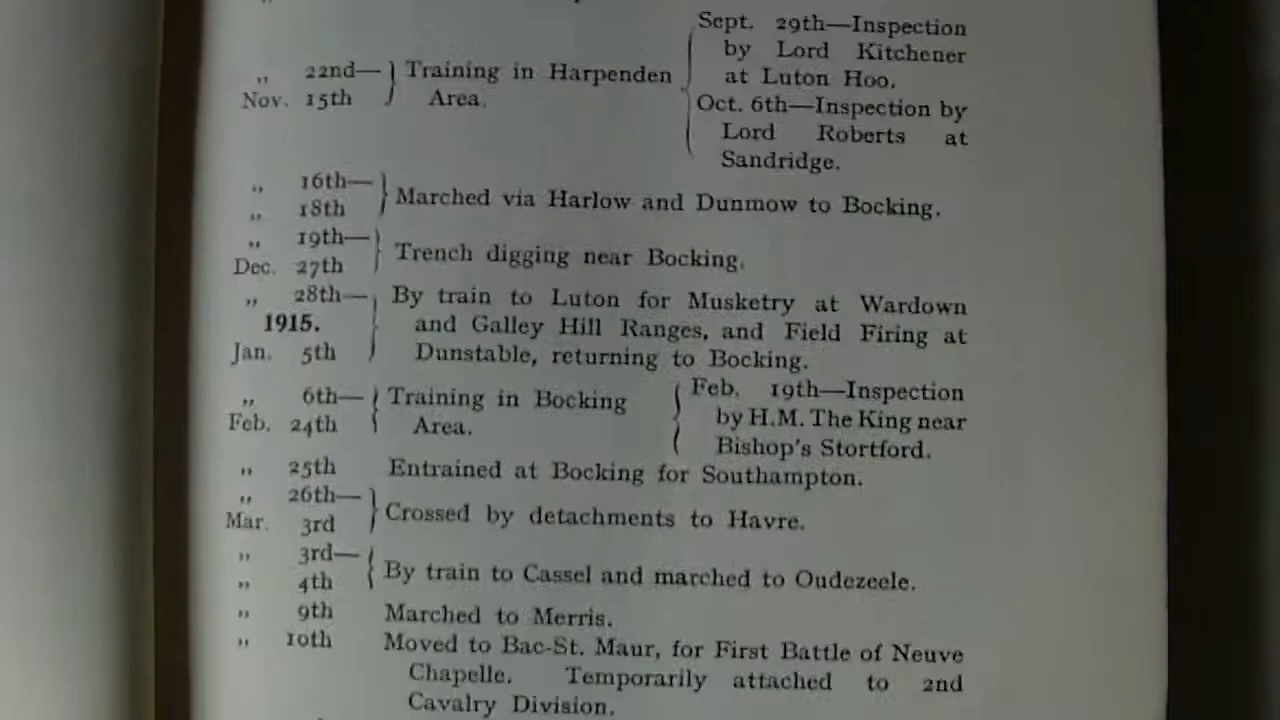 Sept. 29th—Inspection
by Lord Kitchener
„ 22nd— } Training in Harpenden
at Luton Hoo.
Nov. 15th Area.
Oct. 6th—Inspection by
Lord Roberts at
Sandridge.
„ 16th—
„ 18th } Marched via Harlow and Dunmow to Bocking.
„ 19th—
Dec. 27th } Trench digging near Bocking.
„ 28th— By train to Luton for Musketry at Wardown
1915. and Galley Hill Ranges, and Field Firing at
Jan. 5th Dunstable, returning to Bocking.
Feb. 19th—Inspection
„ 6th— { Training in Bocking
by H.M. The King near
Feb. 24th Area.
Bishop's Stortford.
„ 25th Entrained at Bocking for Southampton.
„ 26th—
Mar. 3rd } Crossed by detachments to Havre.
„ 3rd—
„ 4th { By train to Cassel and marched to Oudezeele.
„ 9th Marched to Merris.
„ 10th Moved to Bac-St. Maur, for First Battle of Neuve
Chapelle. Temporarily attached to 2nd
Cavalry Division.